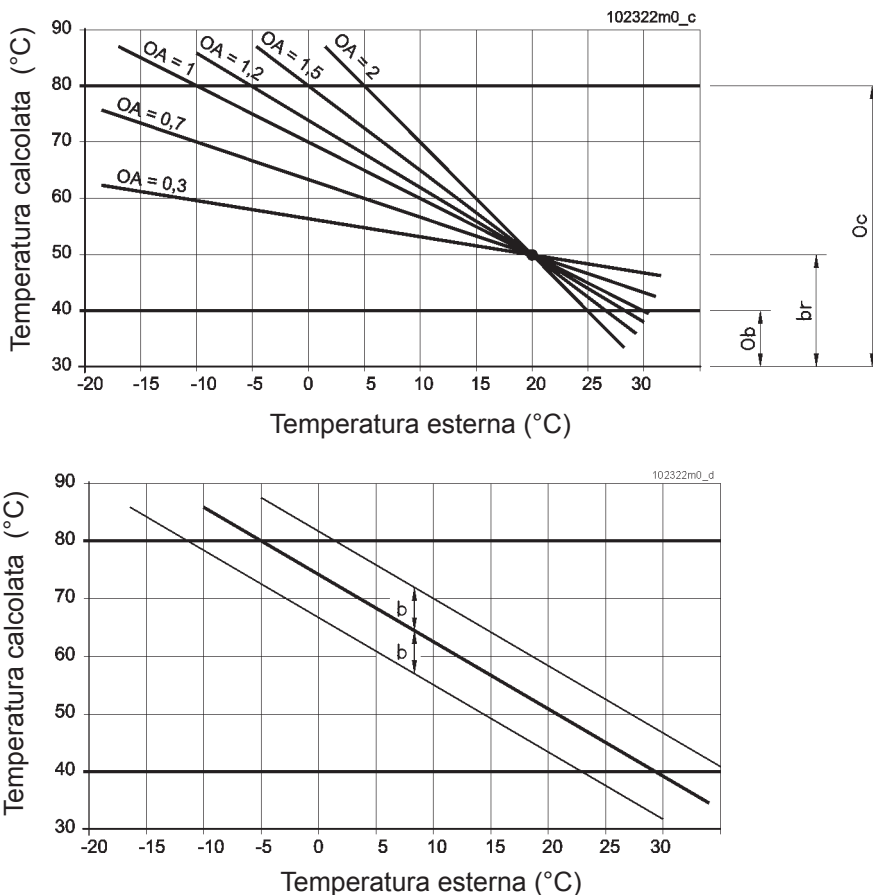 102322m0_c
Temperatura calcolata (°C)
90
80
70
60
50
40
30
OA = 1
OA = 1,2
OA = 1,5
OA = 2
OA = 0,7
OA = 0,3
-20 -15 -10 -5 0 5 10 15 20 25 30
Temperatura esterna (°C)
Ob
br
Oc
102322m0_d
Temperatura calcolata (°C)
90
80
70
60
50
40
30
b
b
-20 -15 -10 -5 0 5 10 15 20 25 30
Temperatura esterna (°C)